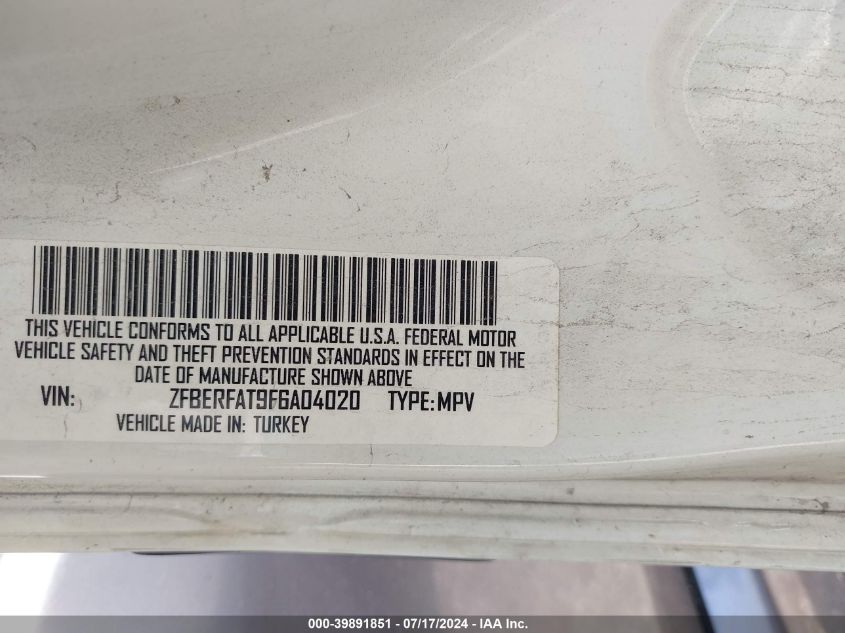 THIS VEHICLE CONFORMS TO ALL APPLICABLE U.S.A. FEDERAL MOTOR
VEHICLE SAFETY AND THEFT PREVENTION STANDARDS IN EFFECT ON THE
DATE OF MANUFACTURE SHOWN ABOVE
VIN: ZFBERFAT9F6A04020 TYPE:MPV
VEHICLE MADE IN: TURKEY
000-39891851 - 07/17/2024 - IAA Inc.